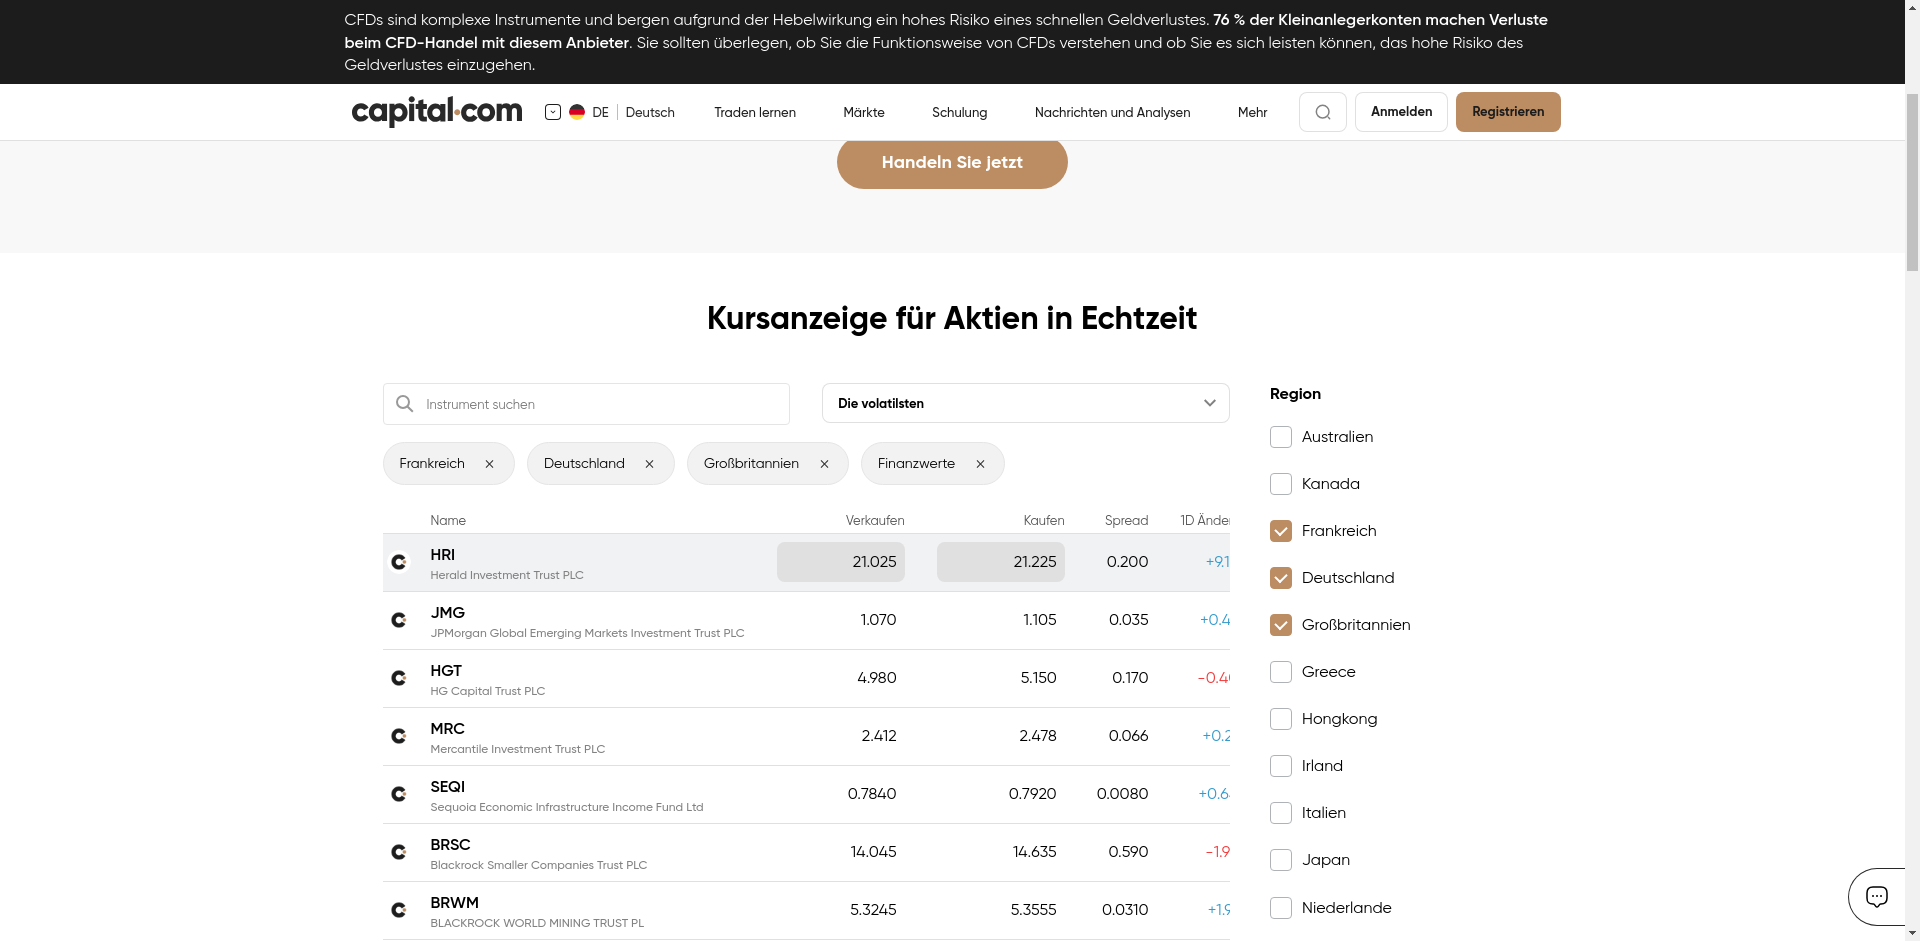 CFDs sind komplexe Instrumente und bergen aufgrund der Hebelwirkung ein hohes Risiko eines schnellen Geldverlustes. 76 % der Kleinanlegerkonten machen Verluste
beim CFD-Handel mit diesem Anbieter. Sie sollten überlegen, ob Sie die Funktionsweise von CFDs verstehen und ob Sie es sich leisten können, das hohe Risiko des
Geldverlustes einzugehen.
capital.com DE Deutsch Traden lernen Märkte Schulung Nachrichten und Analysen Mehr Anmelden Registrieren
Handeln Sie jetzt
Kursanzeige für Aktien in Echtzeit
Instrument suchen
Die volatilsten
Frankreich Deutschland Großbritannien Finanzwerte
Name Verkaufen Kaufen Spread 1D Änder
HRI 21.025 21.225 0.200 +9.1
Herald Investment Trust PLC
JMG 1.070 1.105 0.035 +0.4
JPMorgan Global Emerging Markets Investment Trust PLC
HGT 4.980 5.150 0.170 -0.4
HG Capital Trust PLC
MRC 2.412 2.478 0.066 +0.2
Mercantile Investment Trust PLC
SEQI 0.7840 0.7920 0.0080 +0.6
Sequoia Economic Infrastructure Income Fund Ltd
BRSC 14.045 14.635 0.590 -1.9
Blackrock Smaller Companies Trust PLC
BRWM 5.3245 5.3555 0.0310 +1.9
BLACKROCK WORLD MINING TRUST PL
Region
Australien
Kanada
Frankreich
Deutschland
Großbritannien
Greece
Hongkong
Irland
Italien
Japan
Niederlande